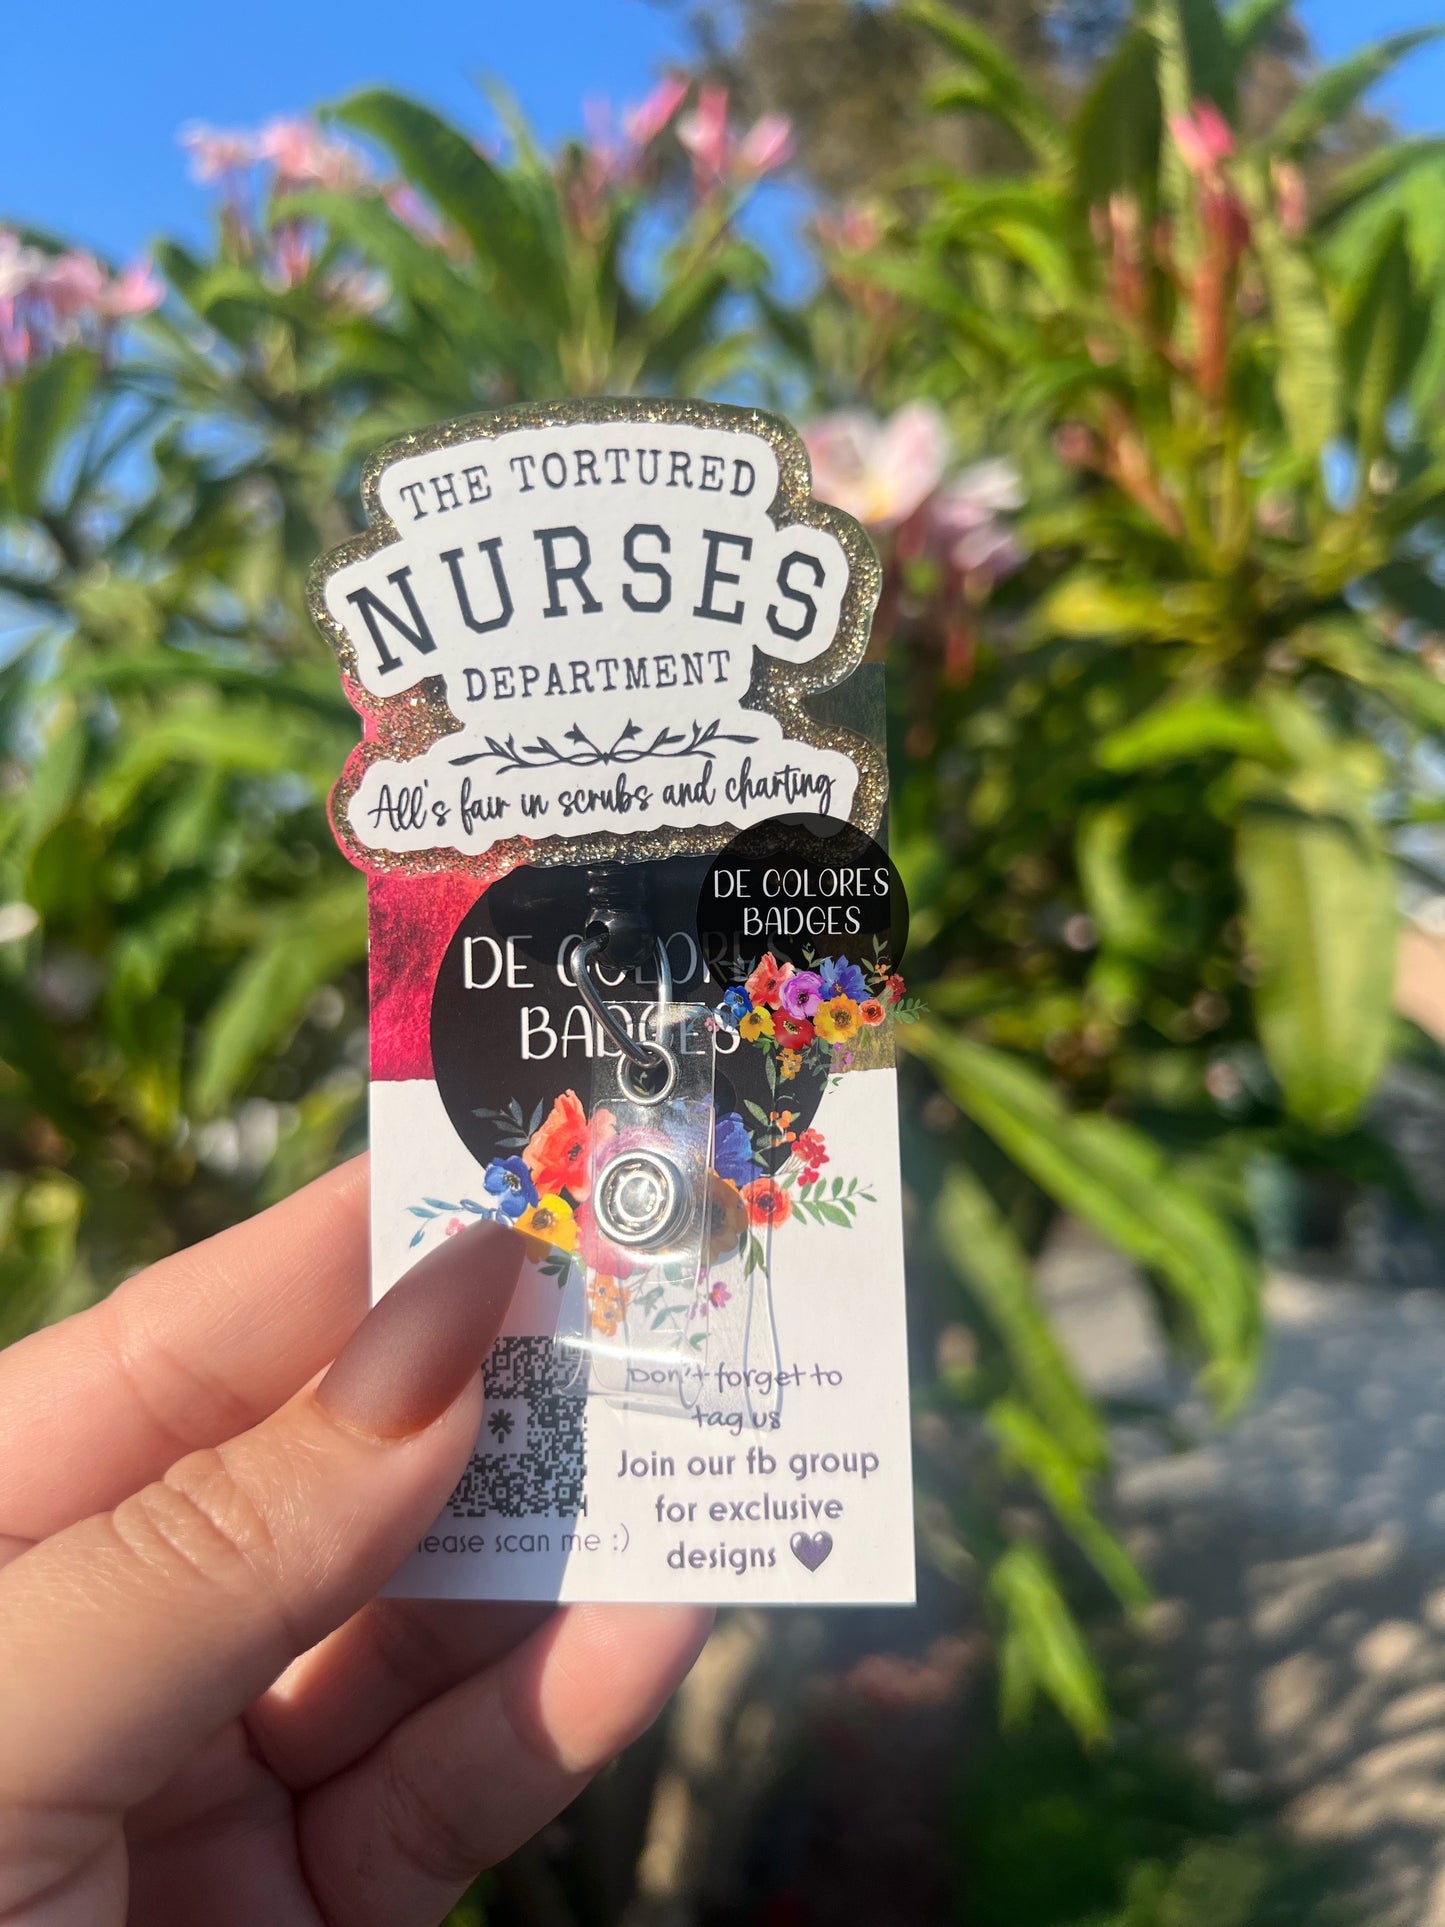 THE TORTURED
NURSES
DEPARTMENT
All's fair in scrubs and charting
DE COLORES
BADGES
DE COLORES
BADGES
Don't forget to
tag us
Join our fb group
for exclusive
designs
scan me :)